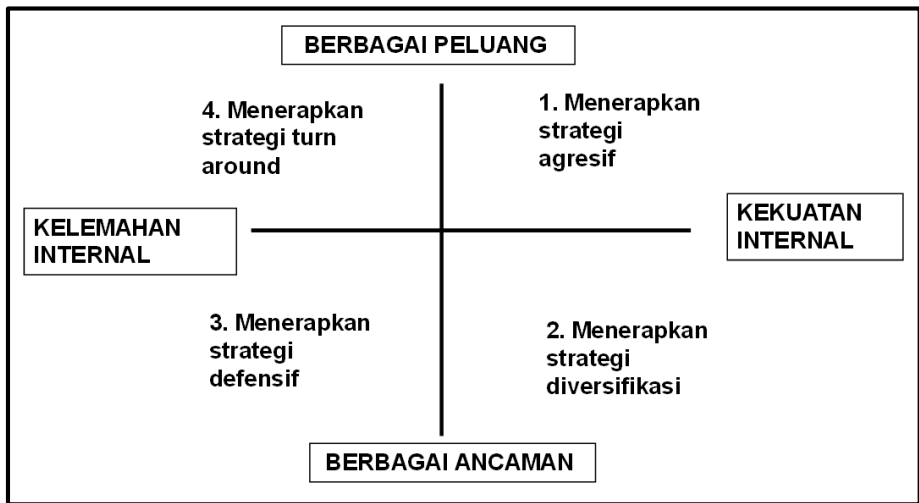 BERBAGAI PELUANG
4. Menerapkan
strategi turn
around
1. Menerapkan
strategi
agresif
KELEMAHAN
INTERNAL
KEKUATAN
INTERNAL
3. Menerapkan
strategi
defensif
2. Menerapkan
strategi
diversifikasi
BERBAGAI ANCAMAN